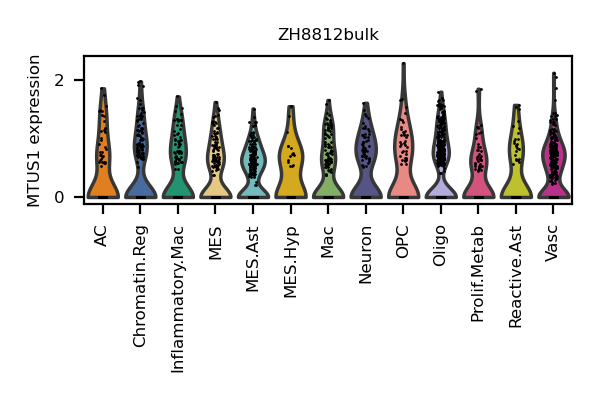 ZH8812bulk
MTUS1 expression
2
0
AC
Chromatin.Reg
Inflammatory.Mac
MES
MES.Ast
MES.Hyp
Mac
Neuron
OPC
Oligo
Prolif.Metab
Reactive.Ast
Vasc